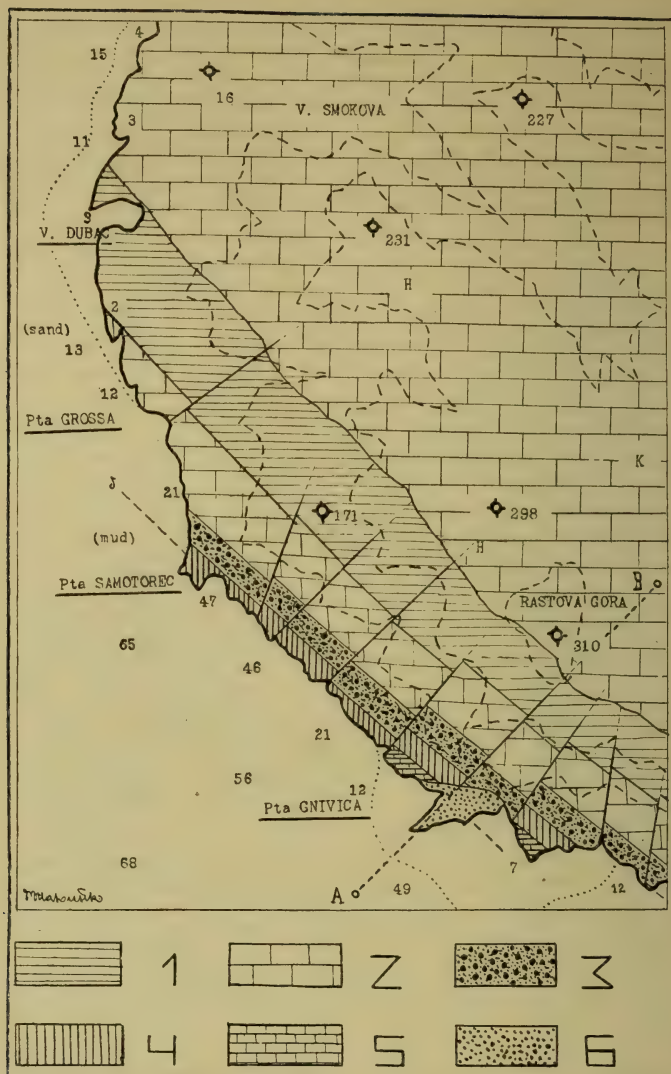 4
15
16
V. SMOKOVA
227
3
11
231
9
V. DUBAC
H
2
(sand)
13
12
Pta GROSSA
K
21
171
298
(mud)
H
Pta SAMOTOREC
47
B
RASTOVA GORA
310
65
46
21
56
12
Pta GNIVICA
7
68
A
49
12
1 2 3
4 5 6